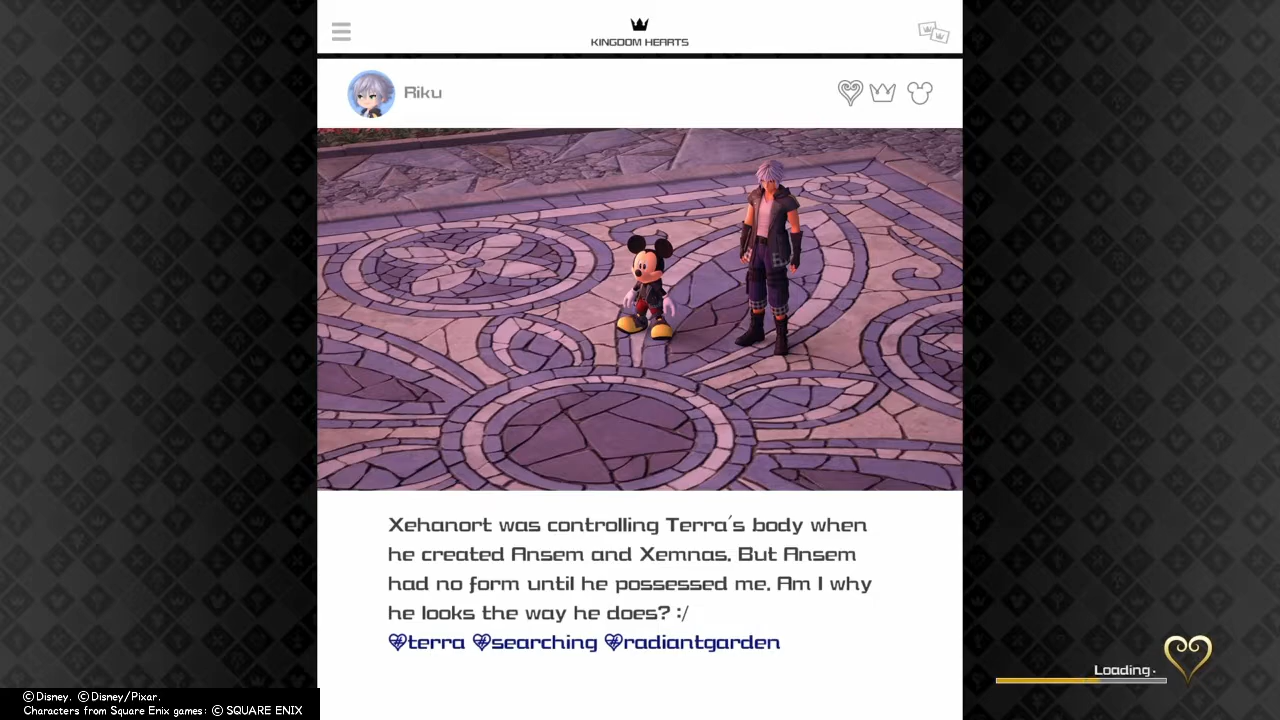 KINGDOM HEARTS
Riku
Xehanort was controlling Terra's body when
he created Ansem and Xemnas. But Ansem
had no form until he possessed me. Am I why
he looks the way he does? :/
#terra #searching #radiantgarden
Loading.
©Disney. ©Disney/Pixar.
Characters from Square Enix games: © SQUARE ENIX